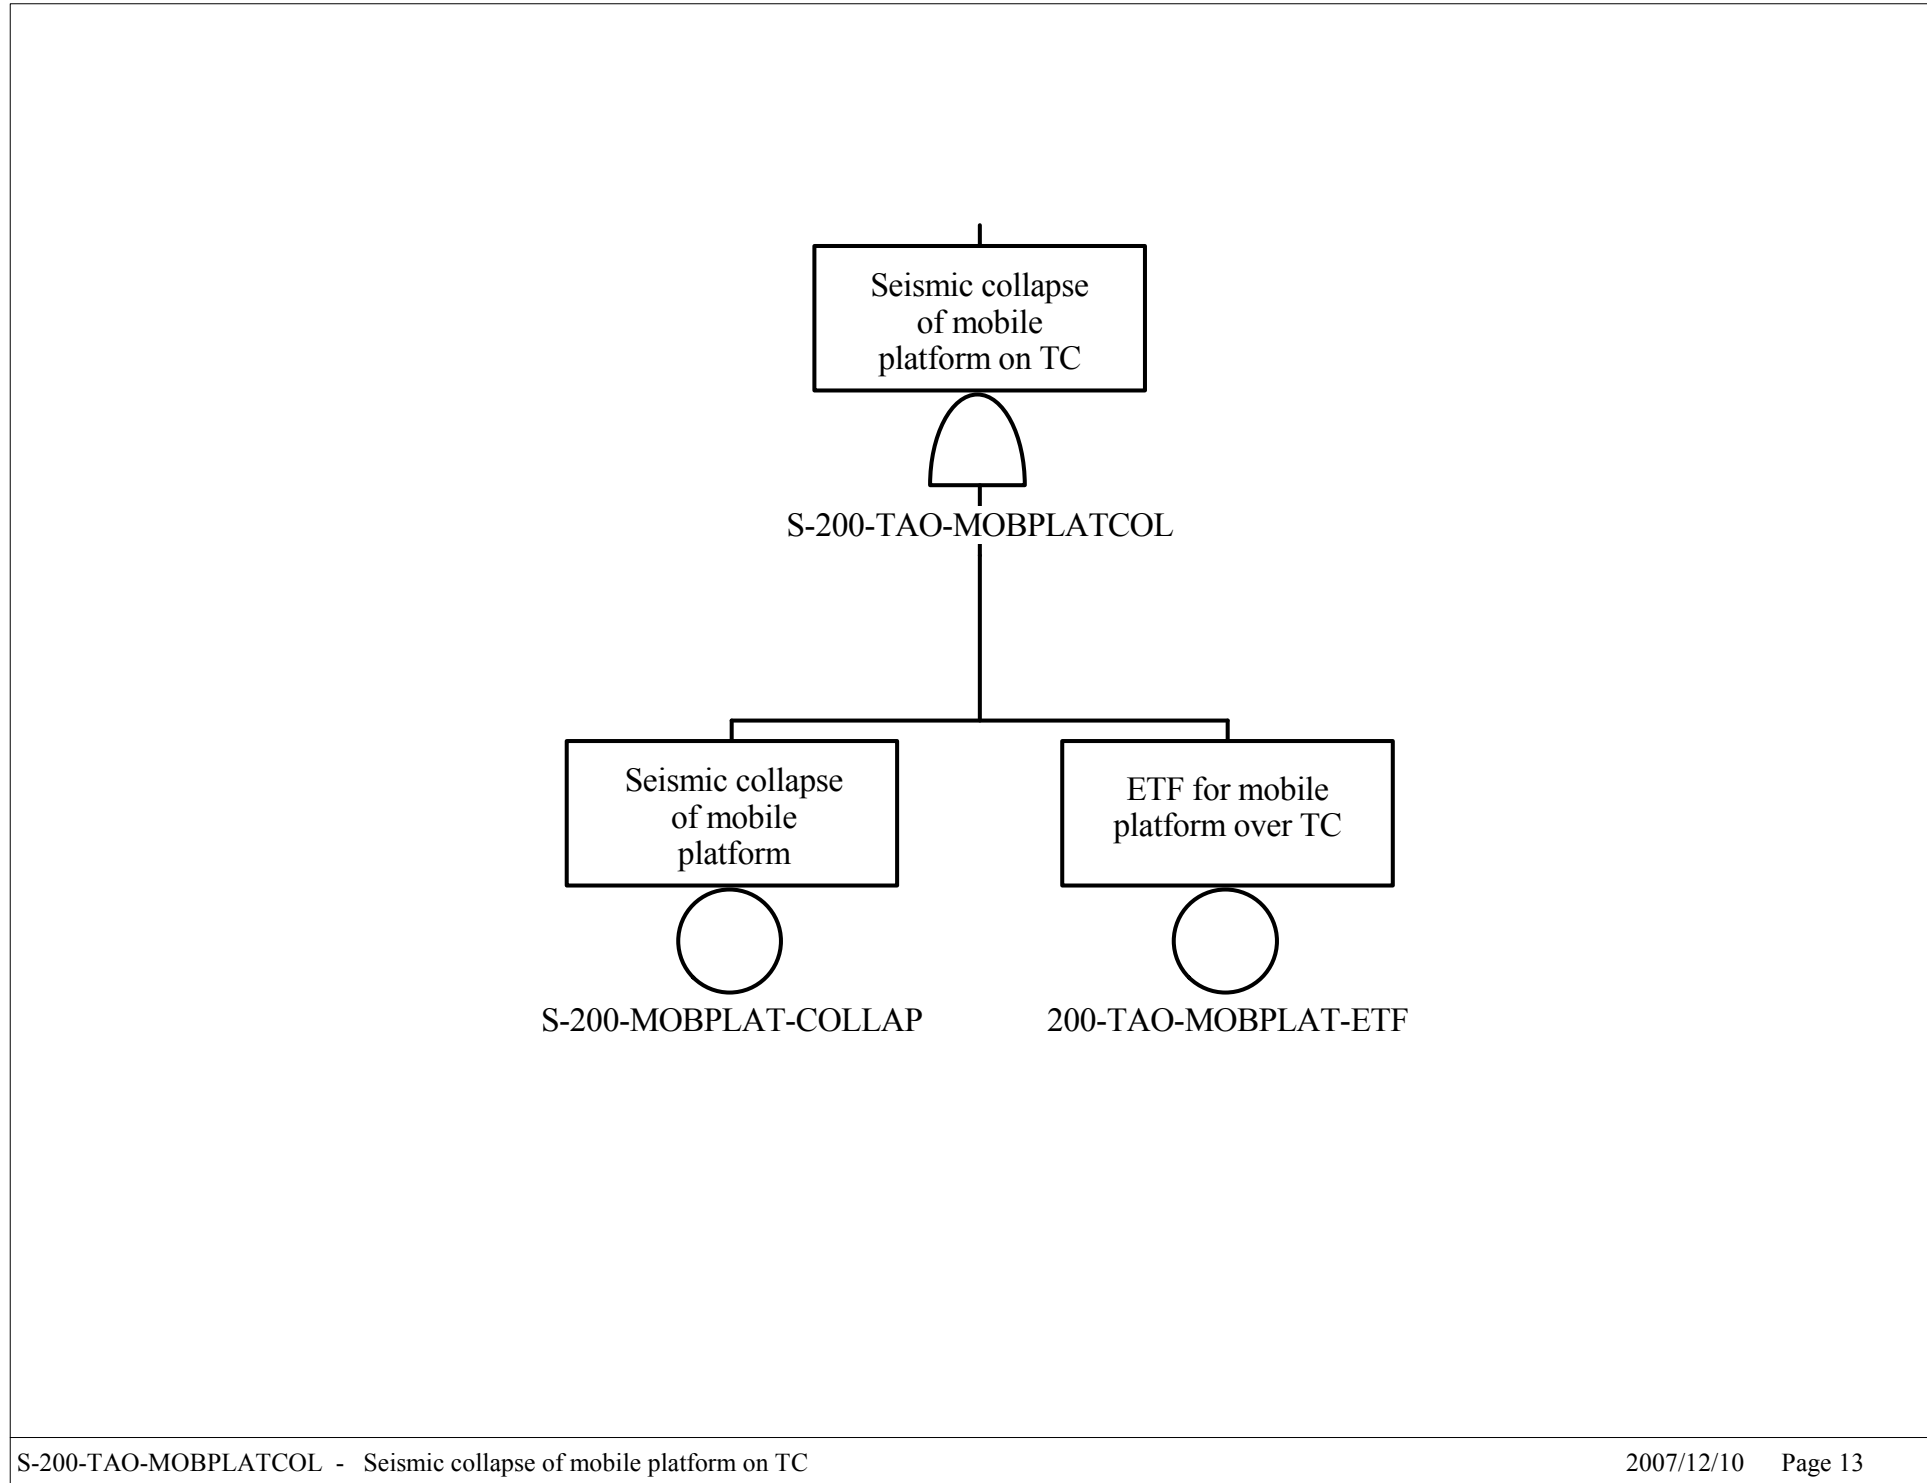 Seismic collapse
of mobile
platform on TC
S-200-TAO-MOBPLATCOL
Seismic collapse
of mobile
platform
ETF for mobile
platform over TC
S-200-MOBPLAT-COLLAP
200-TAO-MOBPLAT-ETF
S-200-TAO-MOBPLATCOL - Seismic collapse of mobile platform on TC
2007/12/10 Page 13